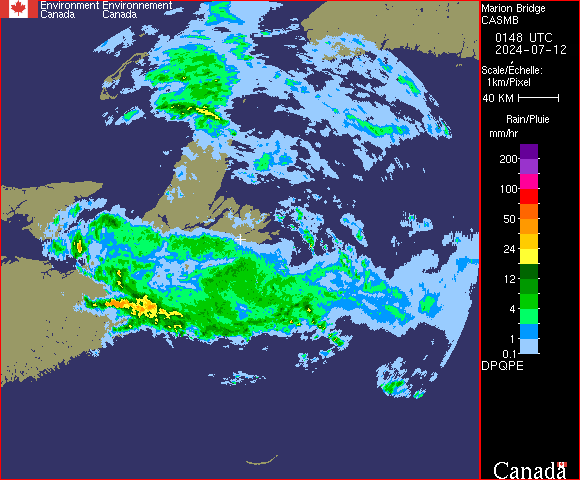 Environment Environnement
Canada Canada
Marion Bridge
CASMB
0148 UTC
2024-07-12
Scale/Échelle:
1km/Pixel
40 KM
Rain/Pluie
mm/hr
200
100
50
24
12
4
1
0.1
DPQPE
Canada